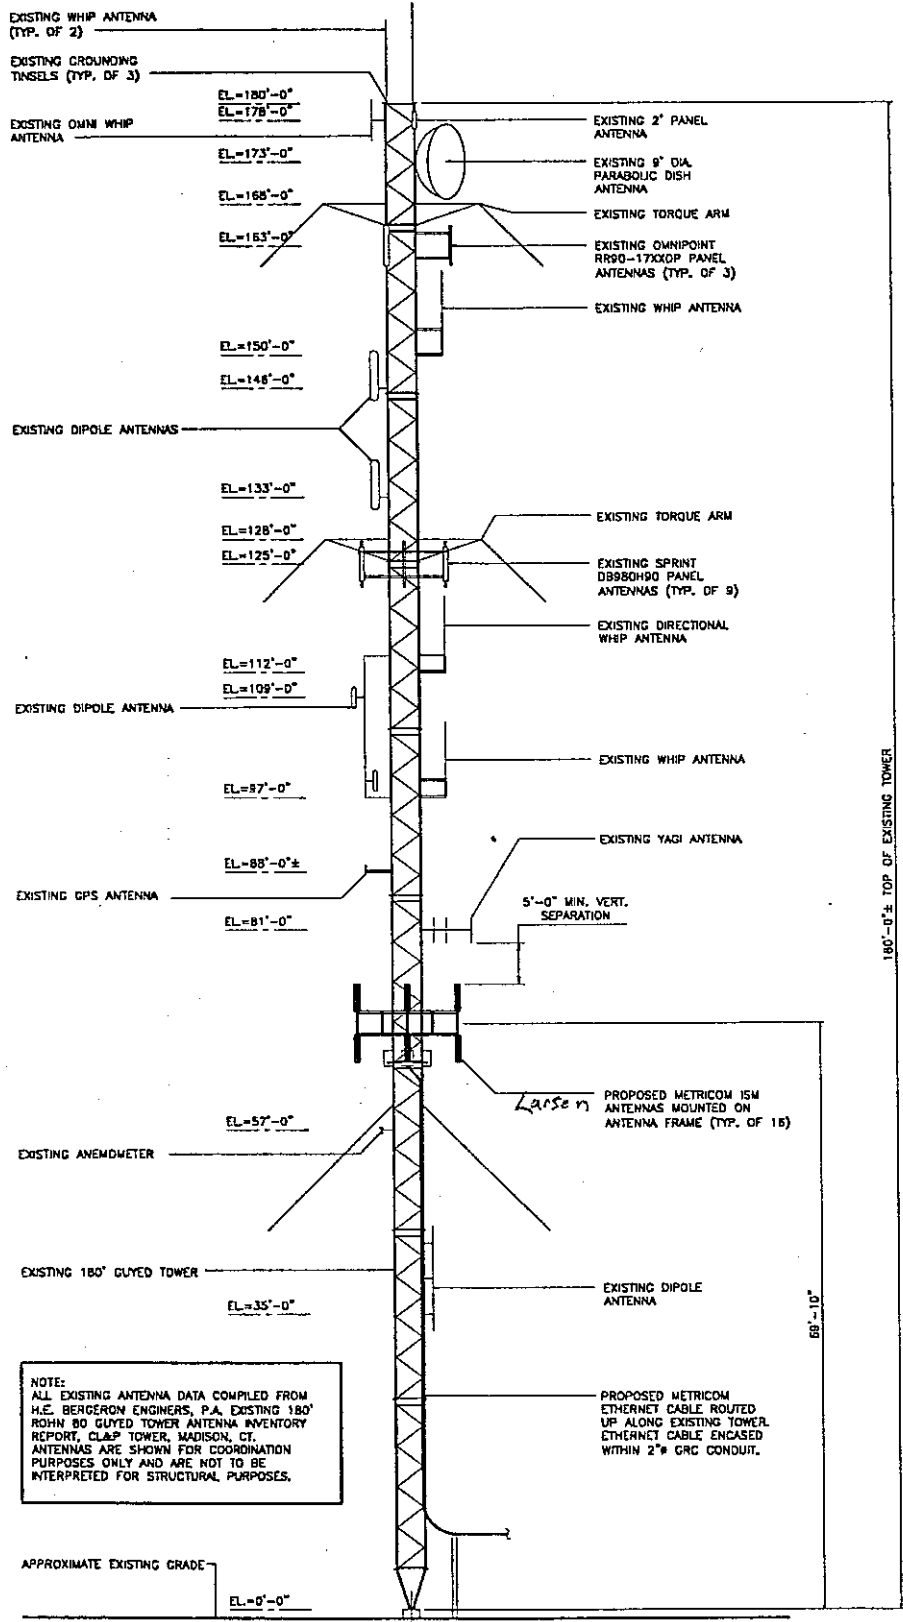 EXISTING WHIP ANTENNA
(TYP. OF 2)
EXISTING GROUNDING
TINSELS (TYP. OF 3)
EL.=180'-0"
EL.=178'-0"
EXISTING OMNI WHIP
ANTENNA
EXISTING 2' PANEL
ANTENNA
EL.=173'-0"
EXISTING 9' DIA.
PARABOLIC DISH
ANTENNA
EL.=168'-0"
EXISTING TORQUE ARM
EL.=163'-0"
EXISTING OMNIPOINT
RR90-17XXDP PANEL
ANTENNAS (TYP. OF 3)
EXISTING WHIP ANTENNA
EL.=150'-0"
EL.=146'-0"
EXISTING DIPOLE ANTENNAS
EL.=133'-0"
EXISTING TORQUE ARM
EL.=128'-0"
EL.=125'-0"
EXISTING SPRINT
DB980H90 PANEL
ANTENNAS (TYP. OF 9)
EXISTING DIRECTIONAL
WHIP ANTENNA
EL.=112'-0"
EL.=109'-0"
EXISTING DIPOLE ANTENNA
EXISTING WHIP ANTENNA
EL.=97'-0"
EXISTING YAGI ANTENNA
EL.=88'-0"±
EXISTING GPS ANTENNA
5'-0" MIN. VERT.
SEPARATION
EL.=81'-0"
180'-0"± TOP OF EXISTING TOWER
Larsen
PROPOSED METRICOM ISM
ANTENNAS MOUNTED ON
ANTENNA FRAME (TYP. OF 16)
EL.=57'-0"
EXISTING ANEMOMETER
EXISTING 180' GUYED TOWER
EXISTING DIPOLE
ANTENNA
EL.=35'-0"
69'-10"
NOTE:
ALL EXISTING ANTENNA DATA COMPILED FROM
H.E. BERGERON ENGINERS, P.A. EXISTING 180'
ROHN 80 GUYED TOWER ANTENNA INVENTORY
REPORT, CL&P TOWER, MADISON, CT.
ANTENNAS ARE SHOWN FOR COORDINATION
PURPOSES ONLY AND ARE NOT TO BE
INTERPRETED FOR STRUCTURAL PURPOSES.
PROPOSED METRICOM
ETHERNET CABLE ROUTED
UP ALONG EXISTING TOWER.
ETHERNET CABLE ENCASED
WITHIN 2"ø GRC CONDUIT.
APPROXIMATE EXISTING GRADE
EL.=0'-0"